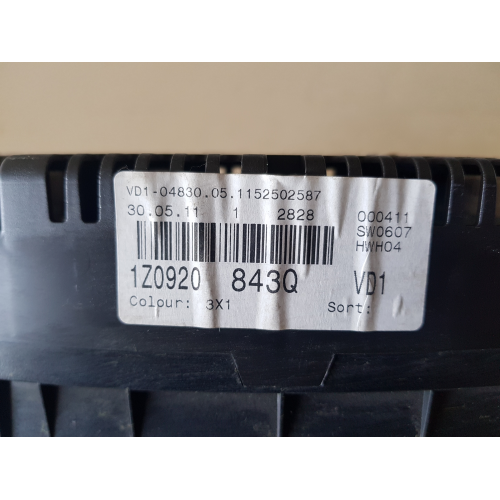 VD1-04830.05.1152502587
30.05.11 1 2828 000411
SW0607
HWH04
1Z0920 843Q VD1
Colour: 3X1 Sort: